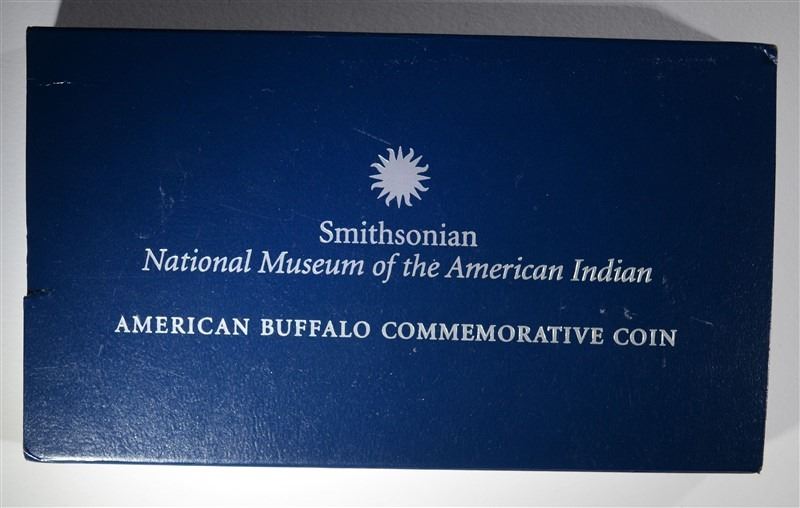 Smithsonian
National Museum of the American Indian
AMERICAN BUFFALO COMMEMORATIVE COIN